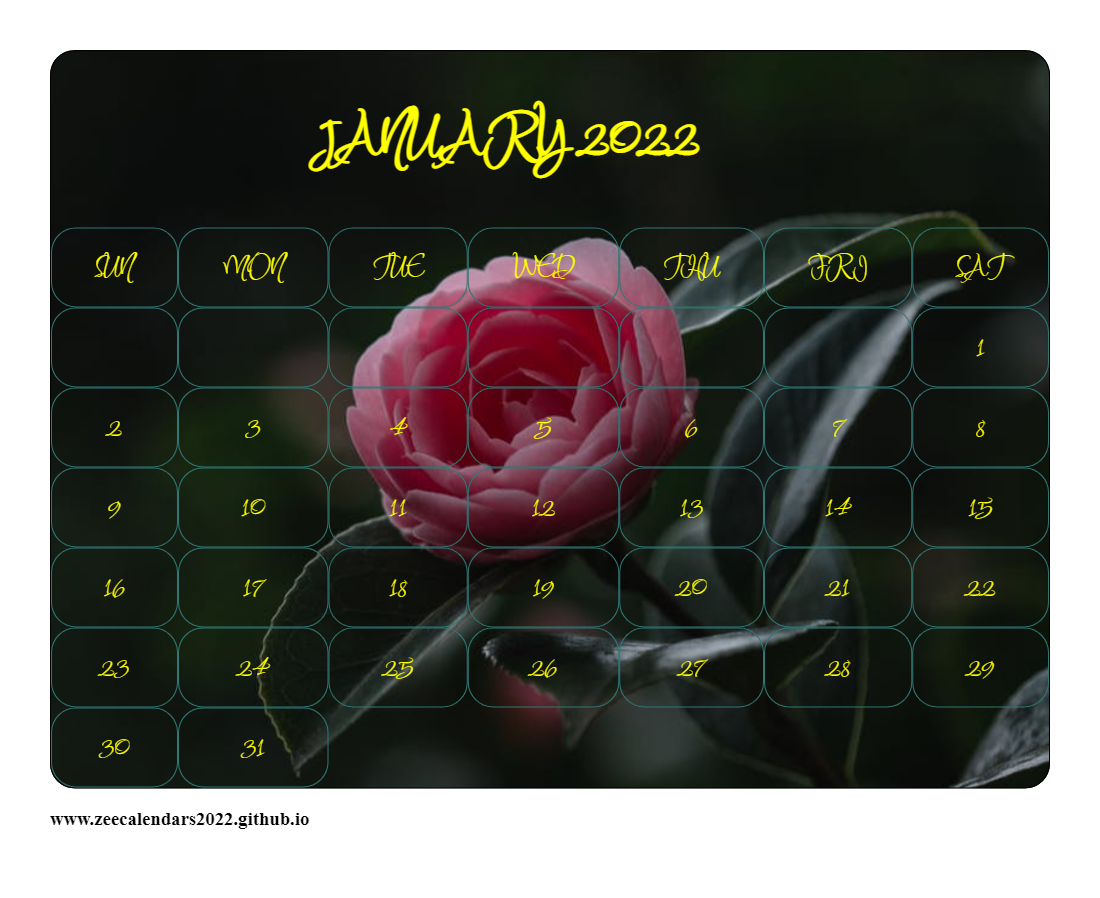 JANUARY 2022
SUN MON TUE WED THU FRI SAT
1
2 3 4 5 6 7 8
9 10 11 12 13 14 15
16 17 18 19 20 21 22
23 24 25 26 27 28 29
30 31
www.zeecalendars2022.github.io